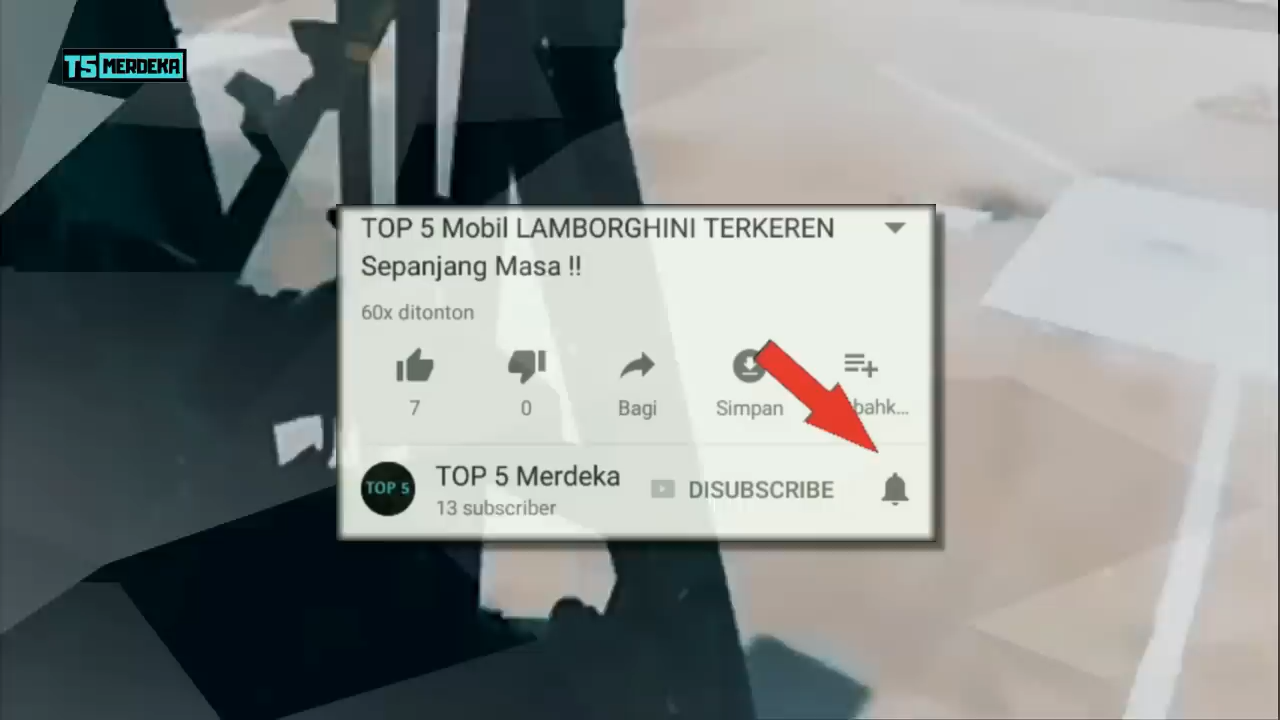 T5 MERDEKA
TOP 5 Mobil LAMBORGHINI TERKEREN
Sepanjang Masa !!
60x ditonton
7
0
Bagi
Simpan
TOP 5
TOP 5 Merdeka
DISUBSCRIBE
13 subscriber